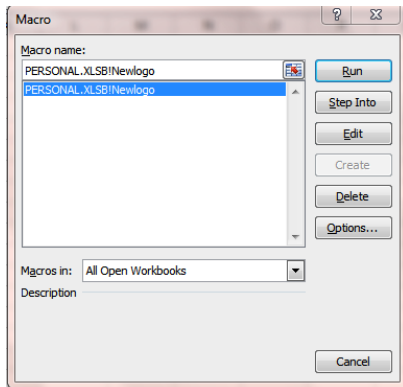 Macro
Macro name:
PERSONAL.XLSB!Newlogo
PERSONAL.XLSB!Newlogo
Run
Step Into
Edit
Create
Delete
Options...
Macros in: All Open Workbooks
Description
Cancel